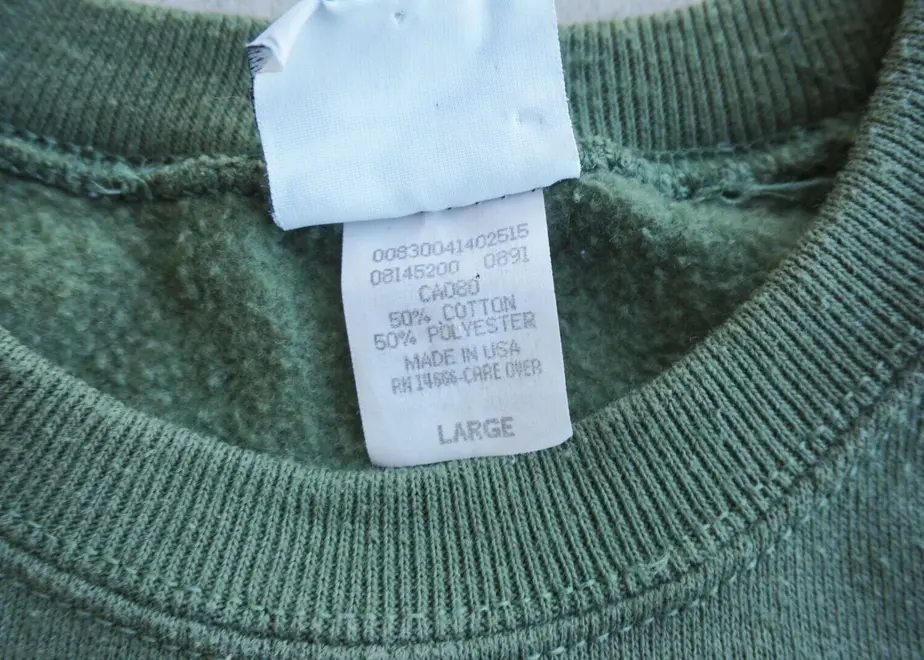 00830041402515
08145200 0891
CA080
50% COTTON
50% POLYESTER
MADE IN USA
RN 14666-CARE OVER
LARGE